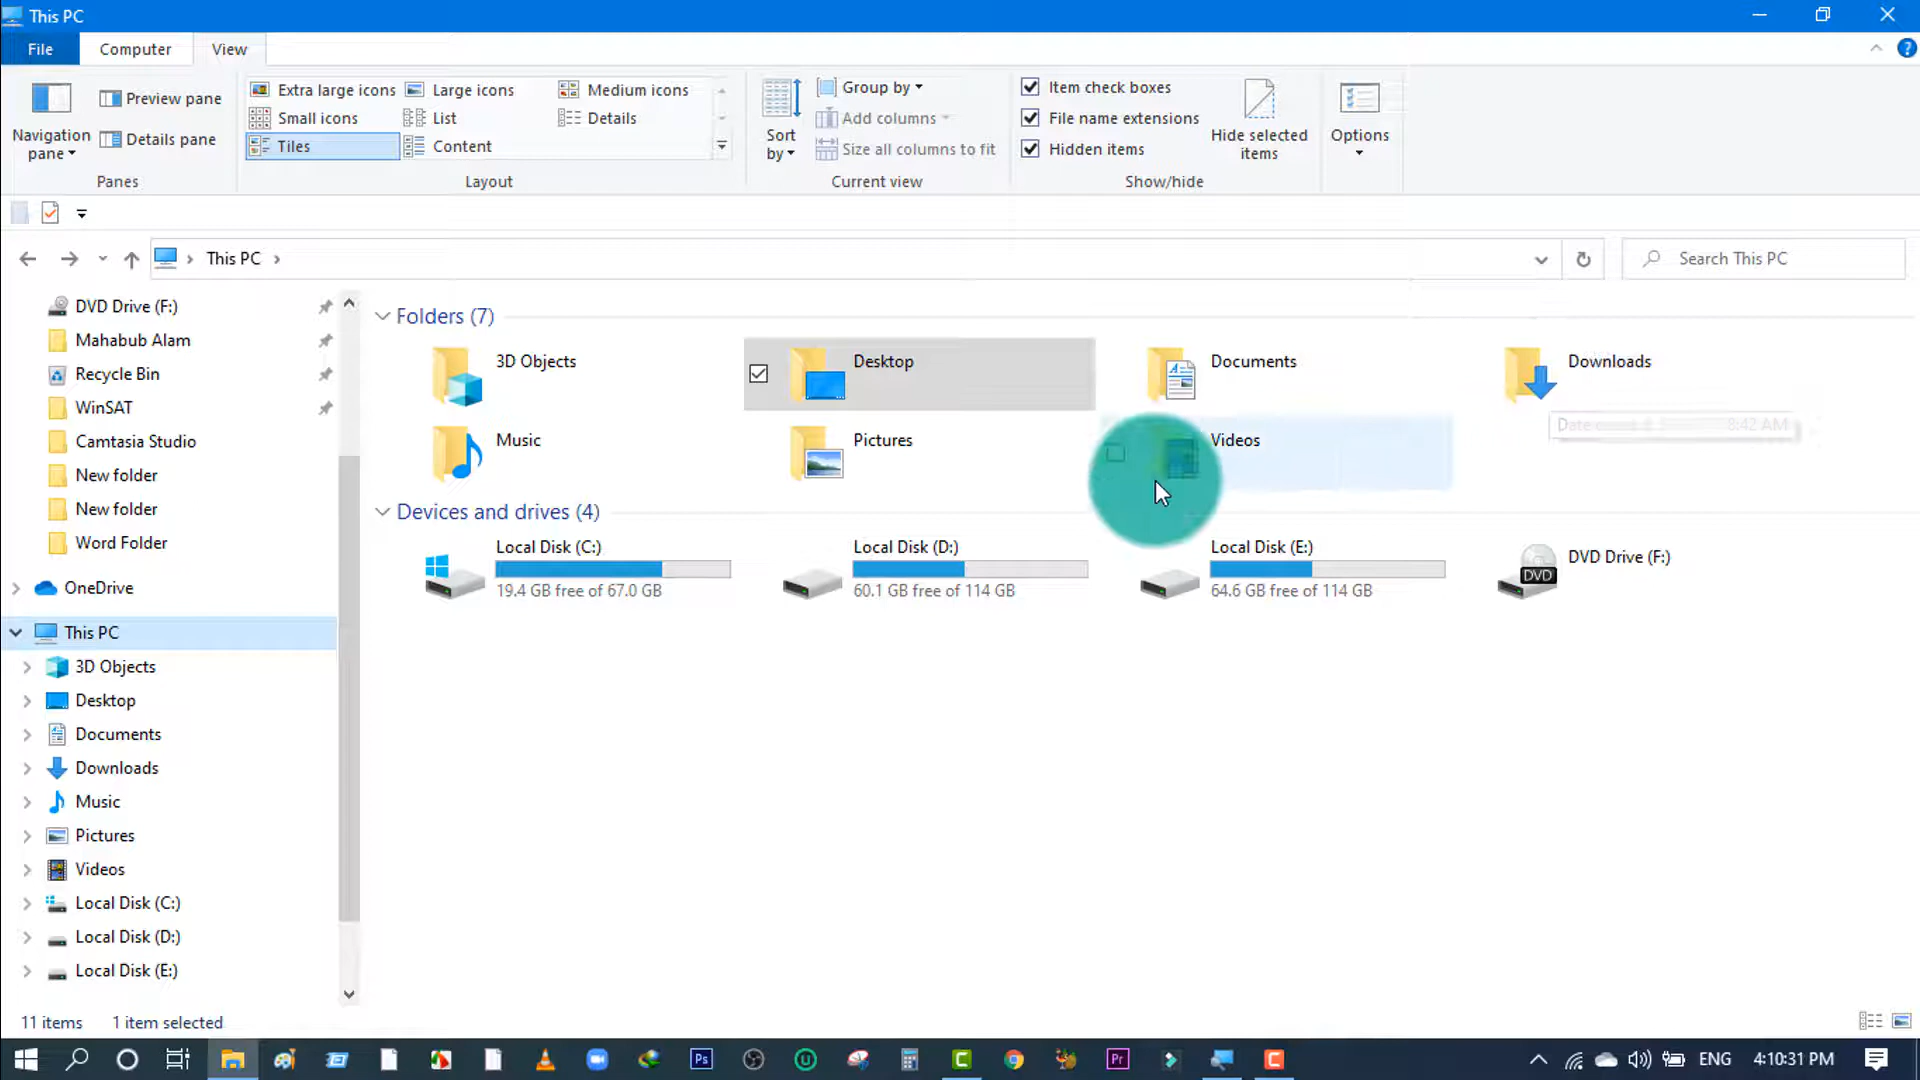 This PC
File Computer View
Navigation pane
Preview pane
Details pane
Panes
Extra large icons Large icons Medium icons
Small icons List Details
Tiles Content
Layout
Sort by
Group by
Add columns
Size all columns to fit
Current view
Item check boxes
File name extensions
Hidden items
Hide selected items
Show/hide
Options
This PC
Search This PC
DVD Drive (F:)
Mahabub Alam
Recycle Bin
WinSAT
Camtasia Studio
New folder
New folder
Word Folder
OneDrive
This PC
3D Objects
Desktop
Documents
Downloads
Music
Pictures
Videos
Local Disk (C:)
Local Disk (D:)
Local Disk (E:)
Folders (7)
3D Objects Desktop Documents Downloads
Date 8:42 AM
Music Pictures Videos
Devices and drives (4)
Local Disk (C:)
19.4 GB free of 67.0 GB
Local Disk (D:)
60.1 GB free of 114 GB
Local Disk (E:)
64.6 GB free of 114 GB
DVD Drive (F:)
DVD
11 items 1 item selected
Ps
Pr
ENG 4:10:31 PM